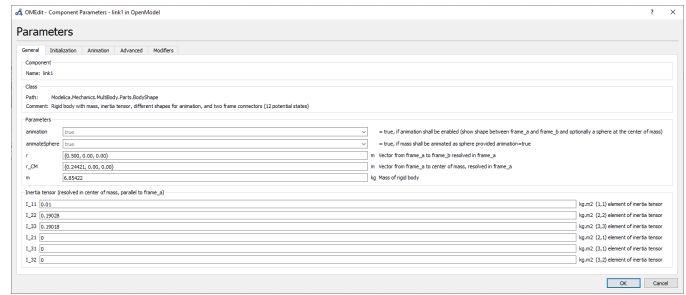 OMEdit - Component Parameters - link1 in OpenModel
? ×
Parameters
General Initialization Animation Advanced Modifiers
Component
Name: link1
Class
Path: Modelica.Mechanics.MultiBody.Parts.BodyShape
Comment: Rigid body with mass, inertia tensor, different shapes for animation, and two frame connectors (12 potential states)
Parameters
animation true = true, if animation shall be enabled (show shape between frame_a and frame_b and optionally a sphere at the center of mass)
animateSphere true = true, if mass shall be animated as sphere provided animation=true
r {0.500, 0.00, 0.00} m Vector from frame_a to frame_b resolved in frame_a
r_CM {0.24421, 0.00, 0.00} m Vector from frame_a to center of mass, resolved in frame_a
m 6.85422 kg Mass of rigid body
Inertia tensor (resolved in center of mass, parallel to frame_a)
I_11 0.01 kg.m2 (1,1) element of inertia tensor
I_22 0.19028 kg.m2 (2,2) element of inertia tensor
I_33 0.19018 kg.m2 (3,3) element of inertia tensor
I_21 0 kg.m2 (2,1) element of inertia tensor
I_31 0 kg.m2 (3,1) element of inertia tensor
I_32 0 kg.m2 (3,2) element of inertia tensor
OK Cancel